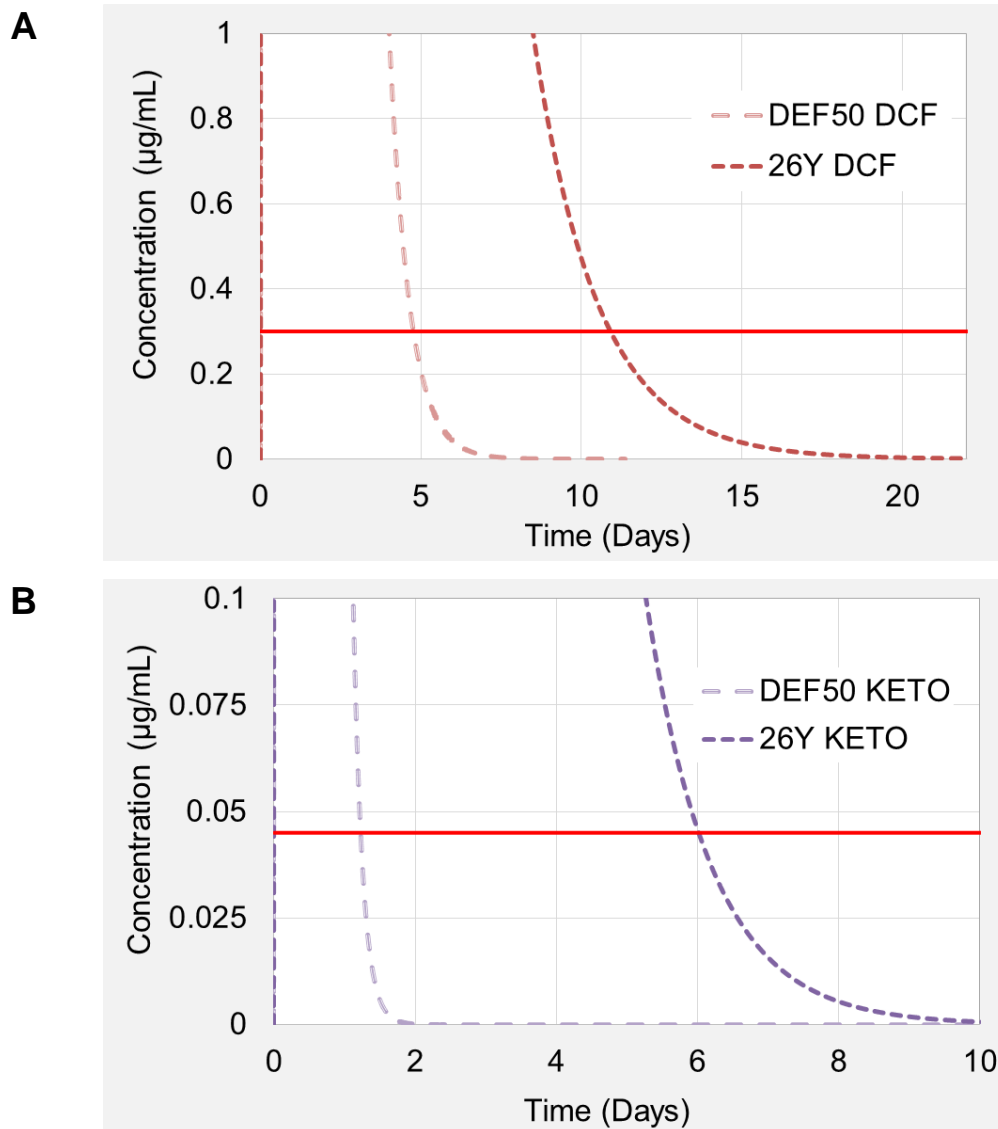 A
Concentration (µg/mL)
1
0.8
0.6
0.4
0.2
0
DEF50 DCF
26Y DCF
0 5 10 15 20
Time (Days)
B
Concentration (µg/mL)
0.1
0.075
0.05
0.025
0
DEF50 KETO
26Y KETO
0 2 4 6 8 10
Time (Days)